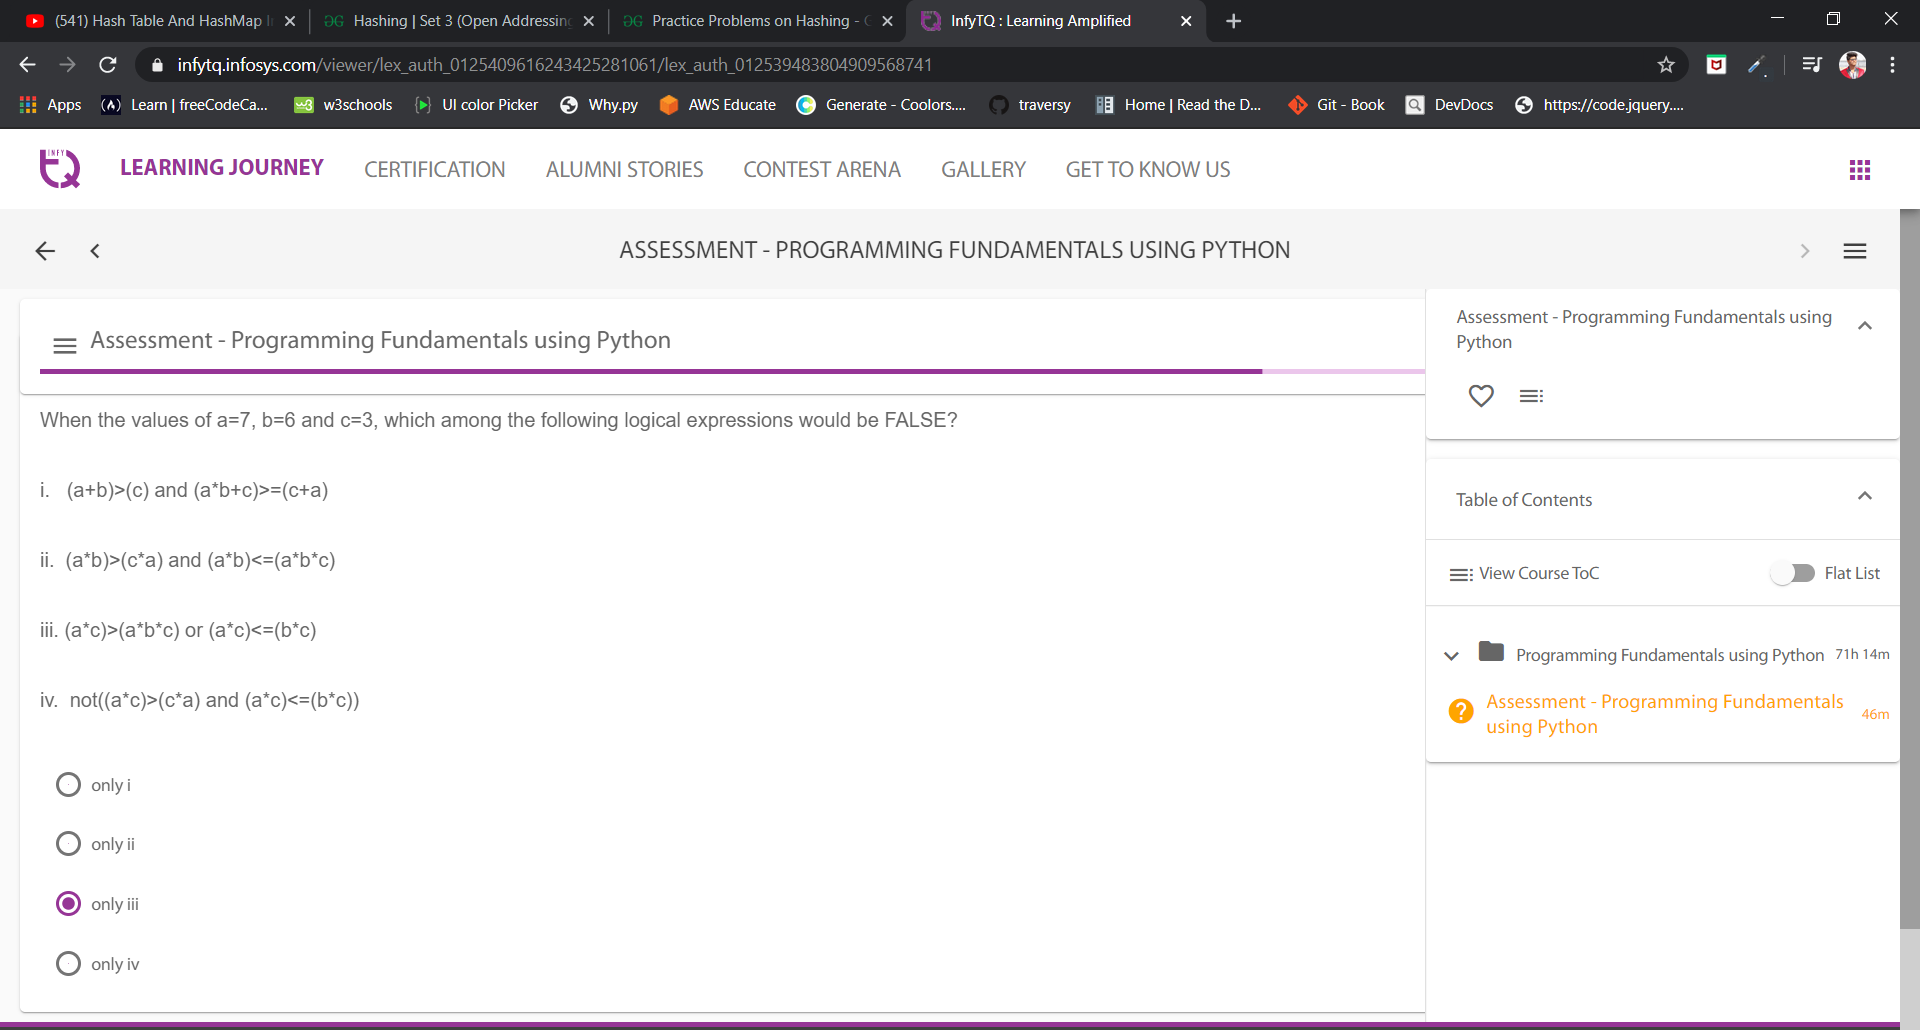 (541) Hash Table And HashMap I
Hashing | Set 3 (Open Addressing
Practice Problems on Hashing - G
InfyTQ : Learning Amplified
infytq.infosys.com/viewer/lex_auth_0125409616243425281061/lex_auth_012539483804909568741
Apps
Learn | freeCodeCa...
w3schools
UI color Picker
Why.py
AWS Educate
Generate - Coolors....
traversy
Home | Read the D...
Git - Book
DevDocs
https://code.jquery....
INFY TQ
LEARNING JOURNEY
CERTIFICATION
ALUMNI STORIES
CONTEST ARENA
GALLERY
GET TO KNOW US
ASSESSMENT - PROGRAMMING FUNDAMENTALS USING PYTHON
Assessment - Programming Fundamentals using Python
When the values of a=7, b=6 and c=3, which among the following logical expressions would be FALSE?
i. (a+b)>(c) and (a*b+c)>=(c+a)
ii. (a*b)>(c*a) and (a*b)<=(a*b*c)
iii. (a*c)>(a*b*c) or (a*c)<=(b*c)
iv. not((a*c)>(c*a) and (a*c)<=(b*c))
only i
only ii
only iii
only iv
Assessment - Programming Fundamentals using
Python
Table of Contents
View Course ToC
Flat List
Programming Fundamentals using Python 71h 14m
Assessment - Programming Fundamentals
using Python
46m